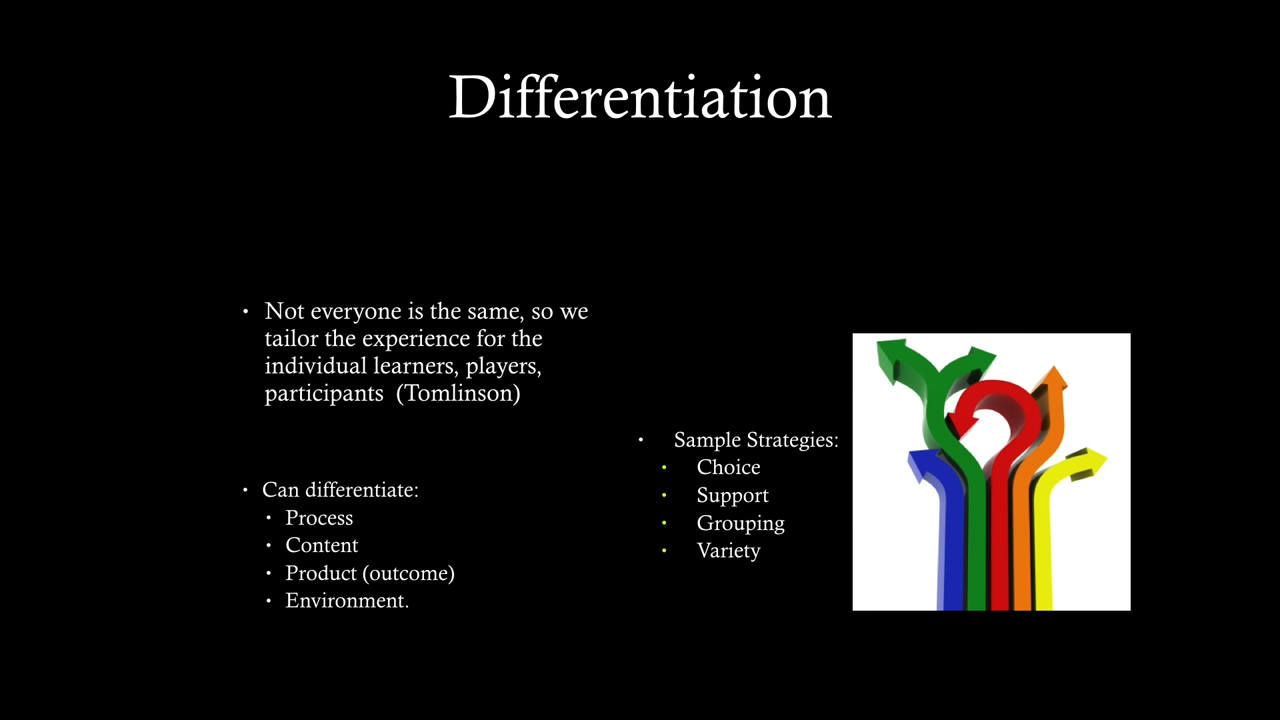 Differentiation
• Not everyone is the same, so we
tailor the experience for the
individual learners, players,
participants  (Tomlinson)
• Can differentiate:
• Process
• Content
• Product (outcome)
• Environment.
• Sample Strategies:
• Choice
• Support
• Grouping
• Variety